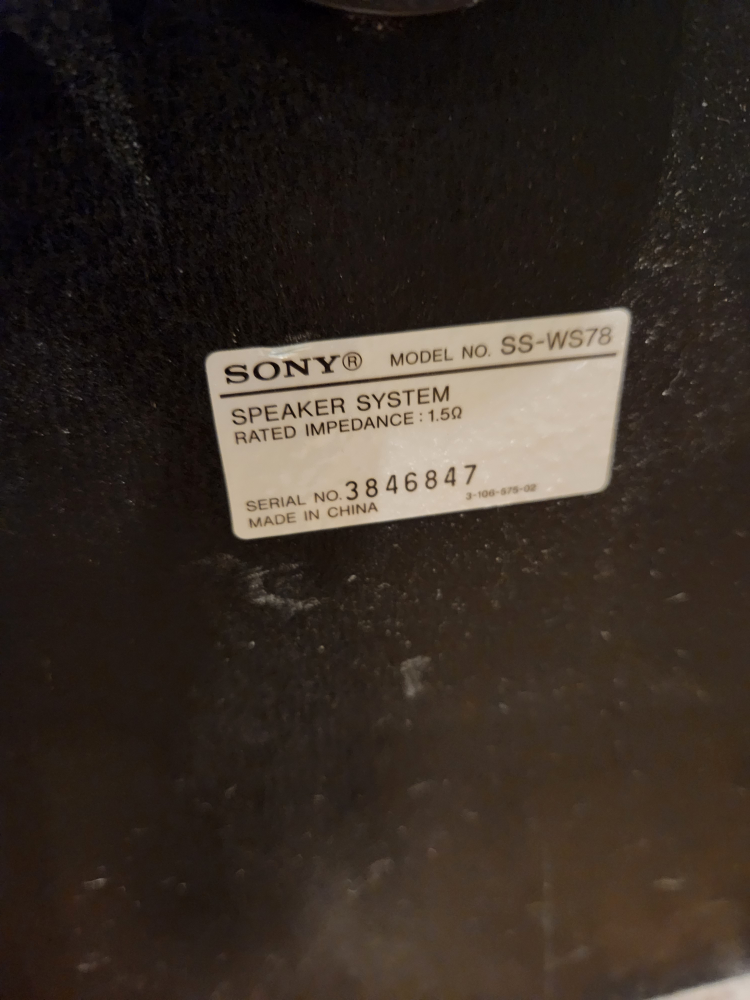 SONY® MODEL NO. SS-WS78
SPEAKER SYSTEM
RATED IMPEDANCE : 1.5Ω
SERIAL NO. 3846847
3-106-575-02
MADE IN CHINA